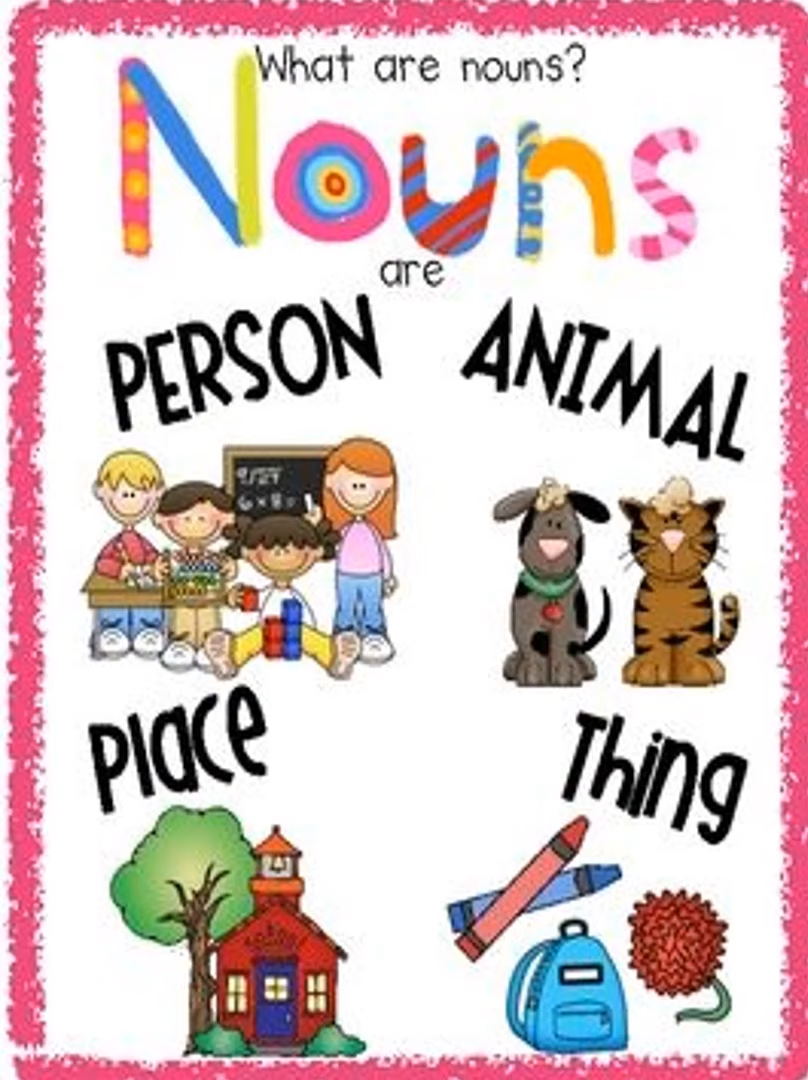 What are nouns?
Nouns
are
PERSON
ANIMAL
Place
Thing